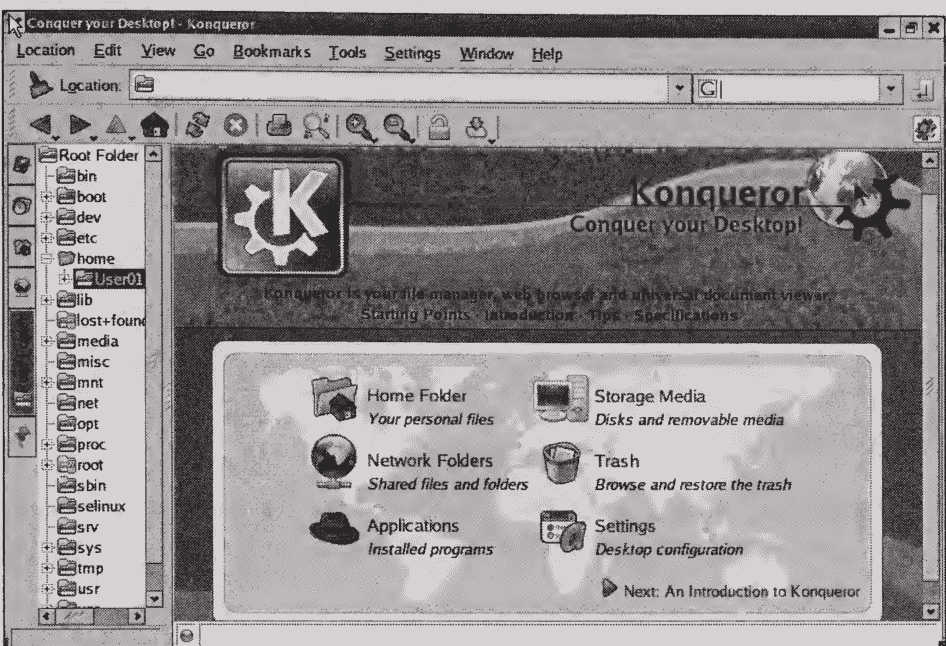 Conquer your Desktop! - Konqueror
Location Edit View Go Bookmarks Tools Settings Window Help
Location:
G
Root Folder
bin
boot
dev
etc
home
User01
lib
lost+foun
media
misc
mnt
net
opt
proc
root
sbin
selinux
srv
sys
tmp
usr
Konqueror
Conquer your Desktop!
Konqueror is your file manager, web browser and universal document viewer.
Starting Points · Introduction · Tips · Specifications
Home Folder
Your personal files
Storage Media
Disks and removable media
Network Folders
Shared files and folders
Trash
Browse and restore the trash
Applications
Installed programs
Settings
Desktop configuration
Next: An Introduction to Konqueror